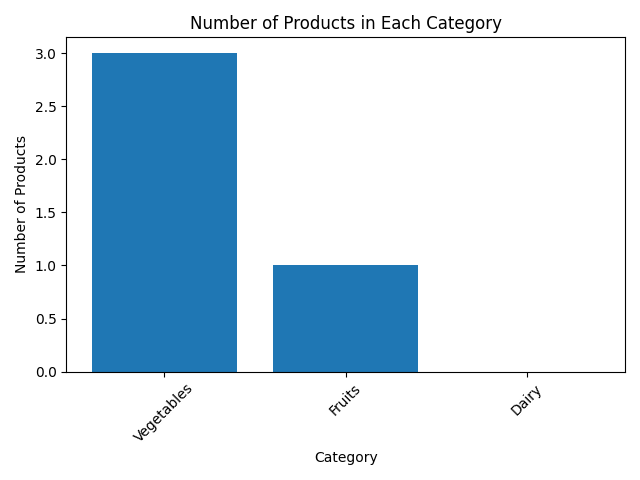 Number of Products in Each Category
Number of Products
3.0
2.5
2.0
1.5
1.0
0.5
0.0
Vegetables
Fruits
Dairy
Category